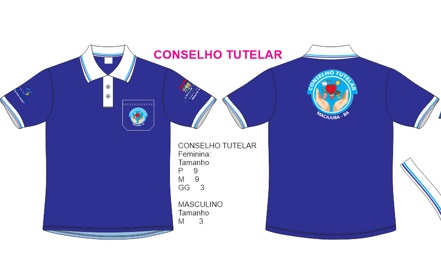 CONSELHO TUTELAR
CONSELHO TUTELAR
MACAJUBA - BA
CONSELHO TUTELAR
Feminina:
Tamanho
P 9
M 9
GG 3
MASCULINO
Tamanho
M 3